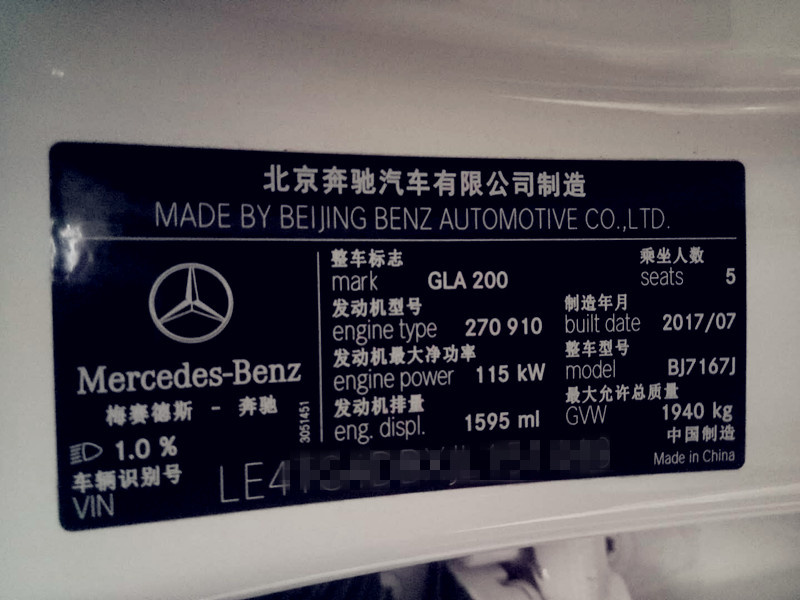 北京奔驰汽车有限公司制造
MADE BY BEIJING BENZ AUTOMOTIVE CO.,LTD.
整车标志
mark GLA 200
乘坐人数
seats 5
发动机型号
engine type 270 910
制造年月
built date 2017/07
发动机最大净功率
engine power 115 kW
整车型号
model BJ7167J
发动机排量
eng. displ. 1595 ml
最大允许总质量
GVW 1940 kg
中国制造
Made in China
Mercedes-Benz
梅赛德斯 - 奔驰
3051451
1.0 %
车辆识别号
VIN LE4